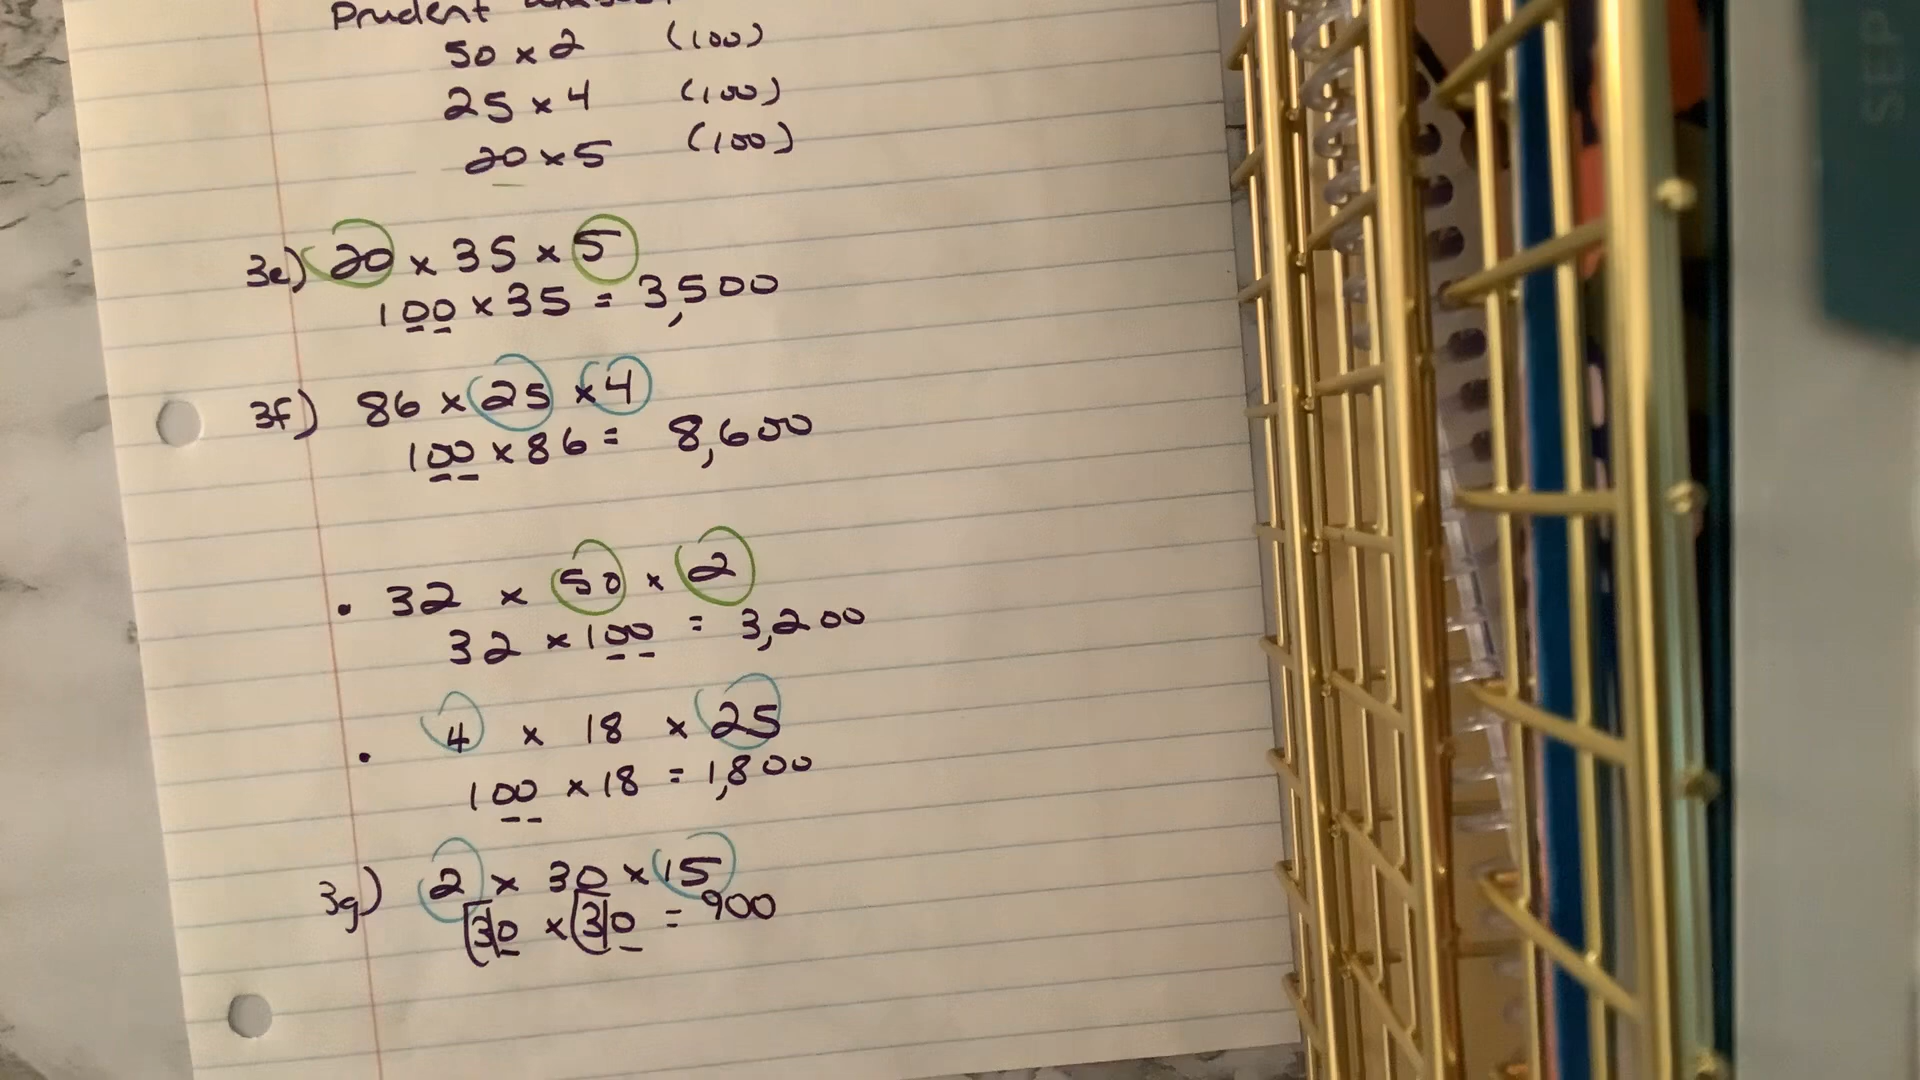 Prudent
50 × 2 (100)
25 × 4 (100)
20 × 5 (100)
3e) 20 × 35 × 5
100 × 35 = 3,500
3f) 86 × 25 × 4
100 × 86 = 8,600
• 32 × 50 × 2
32 × 100 = 3,200
• 4 × 18 × 25
100 × 18 = 1,800
3g) 2 × 30 × 15
30 × 30 = 900
SEP